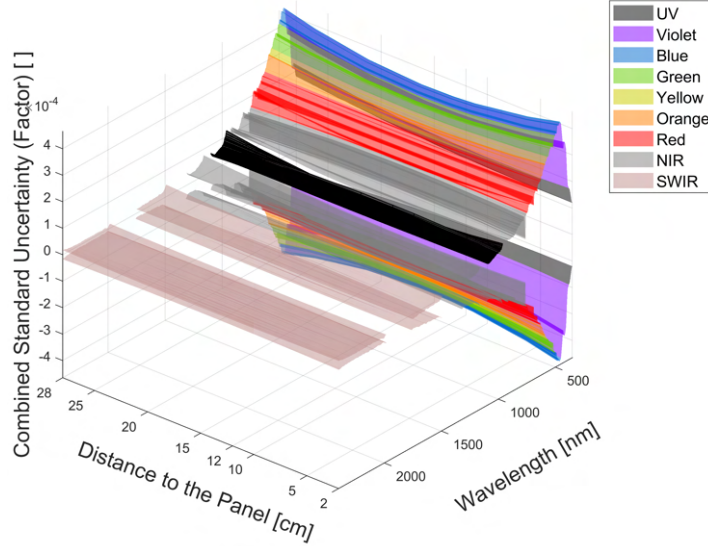 UV
Violet
Blue
Green
Yellow
Orange
Red
NIR
SWIR
Combined Standard Uncertainty (Factor) [ ]
×10-4
4
3
2
1
0
-1
-2
-3
-4
28
25
20
15
12
10
5
2
Distance to the Panel [cm]
500
1000
1500
2000
Wavelength [nm]